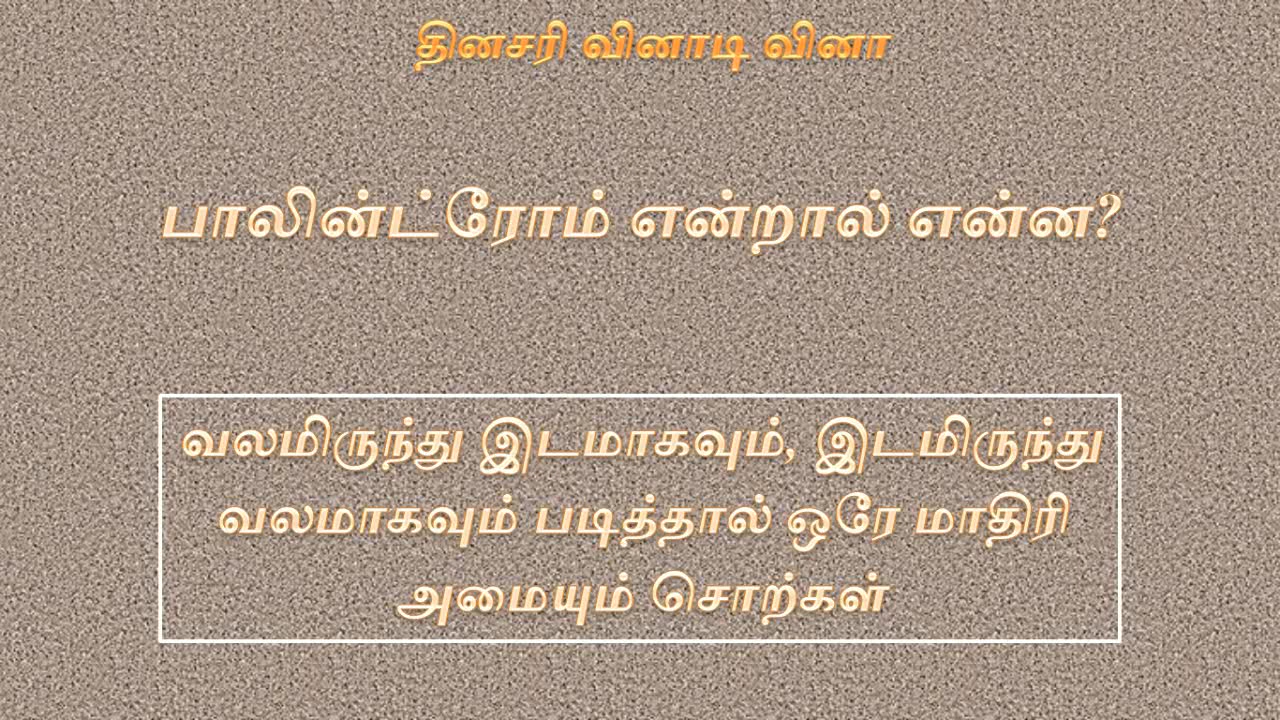 தினசரி வினாடி வினா
பாலின்ட்ரோம் என்றால் என்ன?
வலமிருந்து இடமாகவும், இடமிருந்து
வலமாகவும் படித்தால் ஒரே மாதிரி
அமையும் சொற்கள்